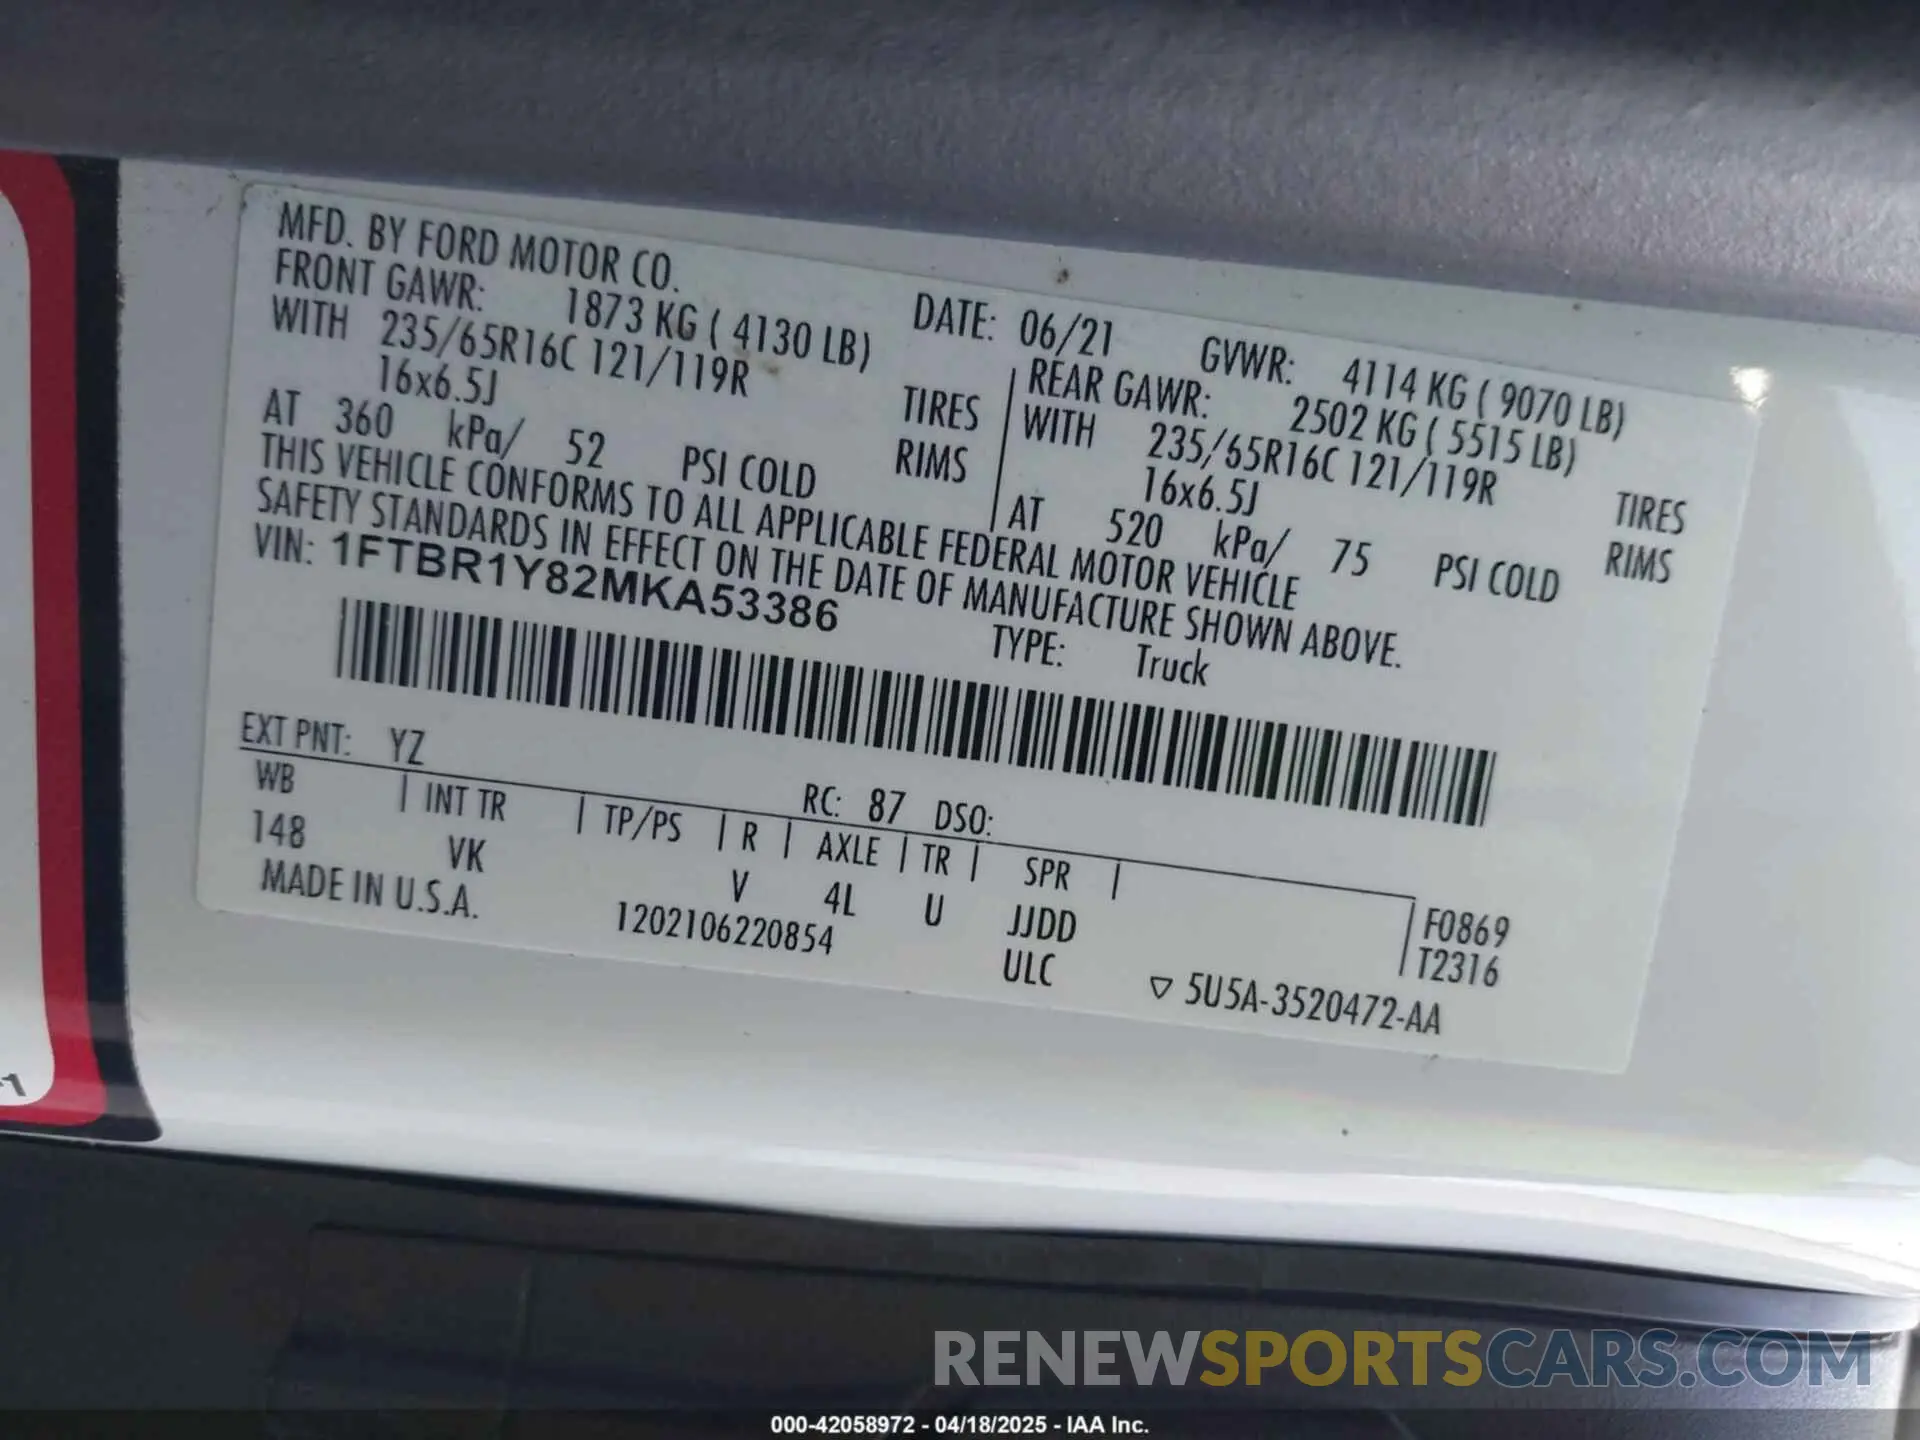 MFD. BY FORD MOTOR CO.
DATE: 06/21 GVWR: 4114 KG ( 9070 LB)
FRONT GAWR: 1873 KG ( 4130 LB)
WITH 235/65R16C 121/119R TIRES
16x6.5J RIMS
AT 360 kPa/ 52 PSI COLD
REAR GAWR: 2502 KG ( 5515 LB)
WITH 235/65R16C 121/119R TIRES
16x6.5J RIMS
AT 520 kPa/ 75 PSI COLD
THIS VEHICLE CONFORMS TO ALL APPLICABLE FEDERAL MOTOR VEHICLE
SAFETY STANDARDS IN EFFECT ON THE DATE OF MANUFACTURE SHOWN ABOVE.
VIN: 1FTBR1Y82MKA53386
TYPE: Truck
EXT PNT: YZ RC: 87 DSO:
WB | INT TR | TP/PS | R | AXLE | TR | SPR |
148 VK V 4L U JJDD
F0869
T2316
MADE IN U.S.A. 1202106220854 ULC
▽ 5U5A-3520472-AA
-1
RENEWSPORTSCARS.COM
000-42058972 - 04/18/2025 - IAA Inc.